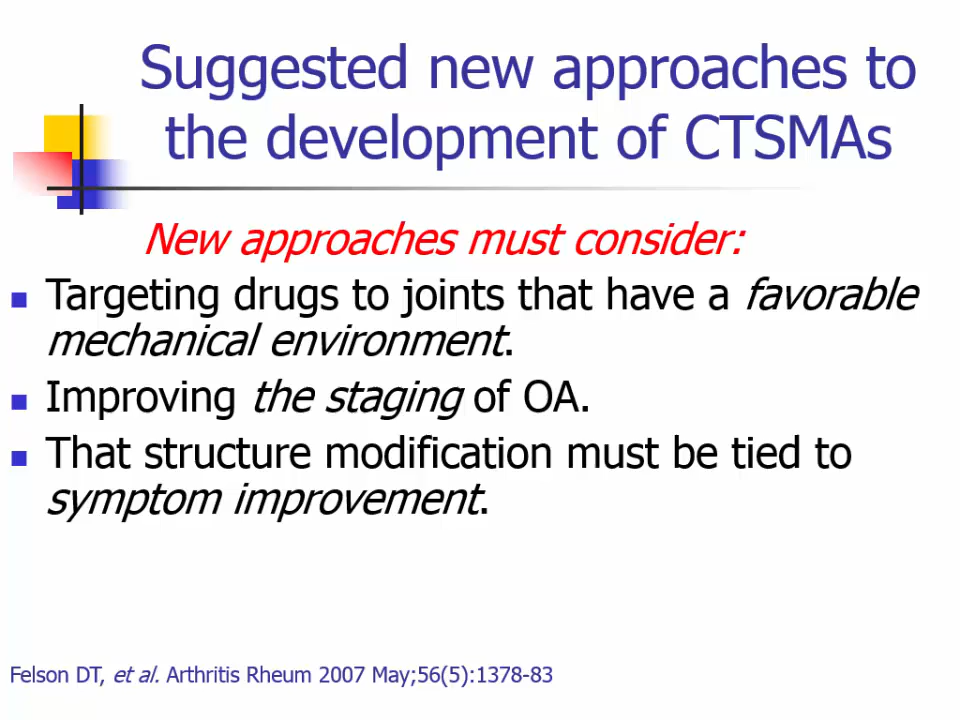 Suggested new approaches to
the development of CTSMAs
New approaches must consider:
Targeting drugs to joints that have a favorable
mechanical environment.
Improving the staging of OA.
That structure modification must be tied to
symptom improvement.
Felson DT, et al. Arthritis Rheum 2007 May;56(5):1378-83